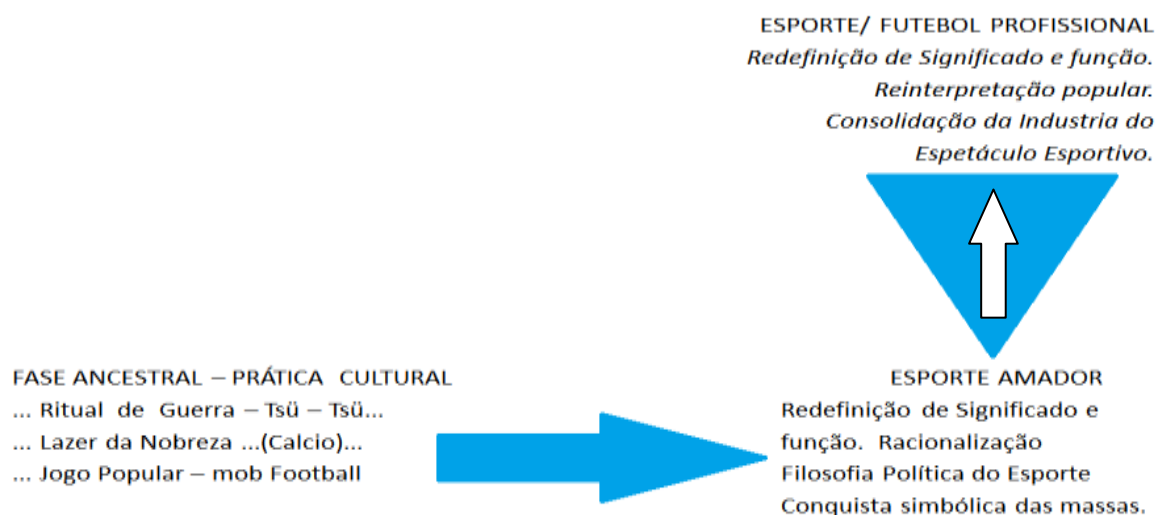 ESPORTE/ FUTEBOL PROFISSIONAL
Redefinição de Significado e função.
Reinterpretação popular.
Consolidação da Industria do
Espetáculo Esportivo.
FASE ANCESTRAL – PRÁTICA CULTURAL
... Ritual de Guerra – Tsü – Tsü...
... Lazer da Nobreza ...(Calcio)...
... Jogo Popular – mob Football
ESPORTE AMADOR
Redefinição de Significado e
função. Racionalização
Filosofia Política do Esporte
Conquista simbólica das massas.